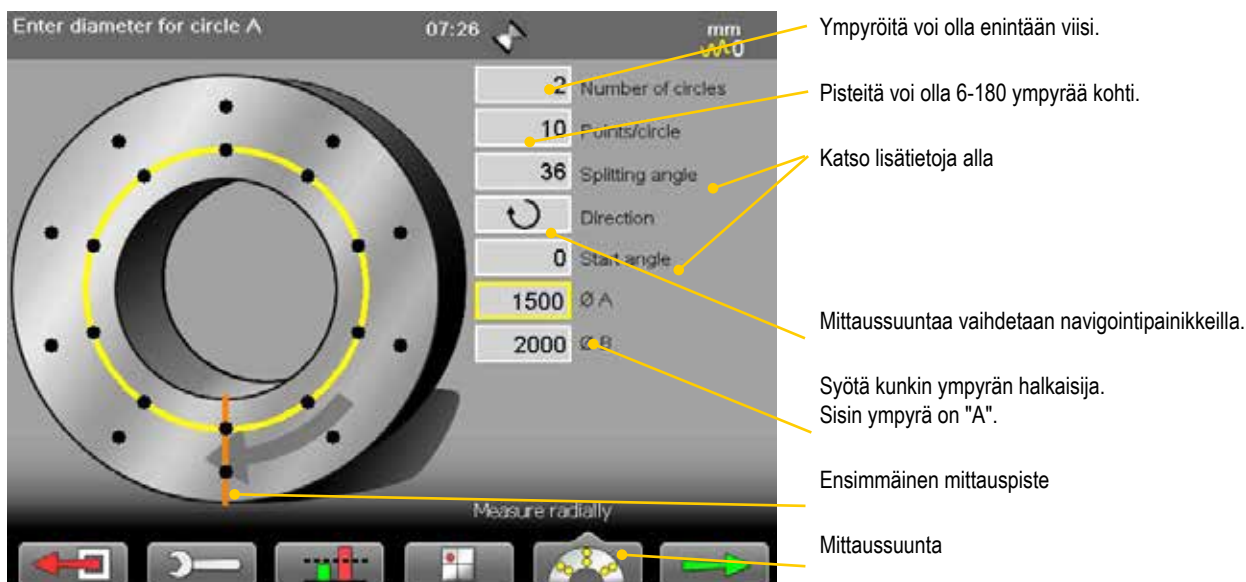 Enter diameter for circle A
07:26
mm
0
2 Number of circles
10 Points/circle
36 Splitting angle
Direction
0 Start angle
1500 Ø A
2000 Ø B
Measure radially
Ympyröitä voi olla enintään viisi.
Pisteitä voi olla 6-180 ympyrää kohti.
Katso lisätietoja alla
Mittaussuuntaa vaihdetaan navigointipainikkeilla.
Syötä kunkin ympyrän halkaisija.
Sisin ympyrä on "A".
Ensimmäinen mittauspiste
Mittaussuunta